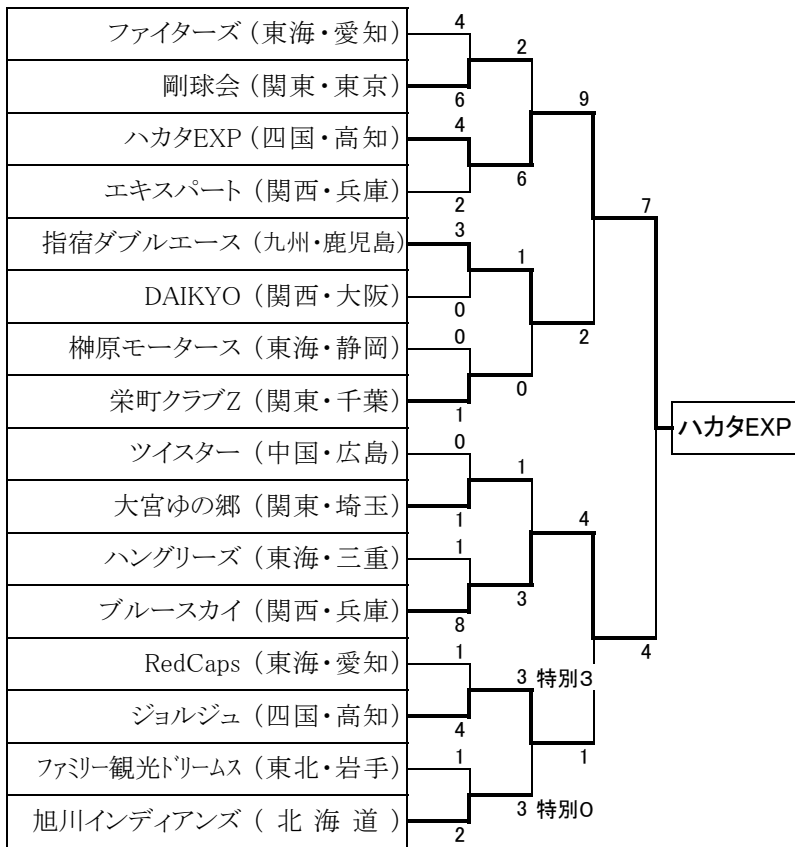 ファイターズ（東海・愛知）
4
2
剛球会（関東・東京）
6
9
ハカタEXP（四国・高知）
4
6
エキスパート（関西・兵庫）
2
7
指宿ダブルエース（九州・鹿児島）
3
1
DAIKYO（関西・大阪）
0
2
榊原モータース（東海・静岡）
0
0
栄町クラブZ（関東・千葉）
1
ハカタEXP
ツイスター（中国・広島）
0
1
大宮ゆの郷（関東・埼玉）
1
4
ハングリーズ（東海・三重）
1
3
ブルースカイ（関西・兵庫）
8
4
RedCaps（東海・愛知）
1
3 特別3
ジョルジュ（四国・高知）
4
1
ファミリー観光ドリームス（東北・岩手）
1
3 特別0
旭川インディアンズ（ 北 海 道 ）
2